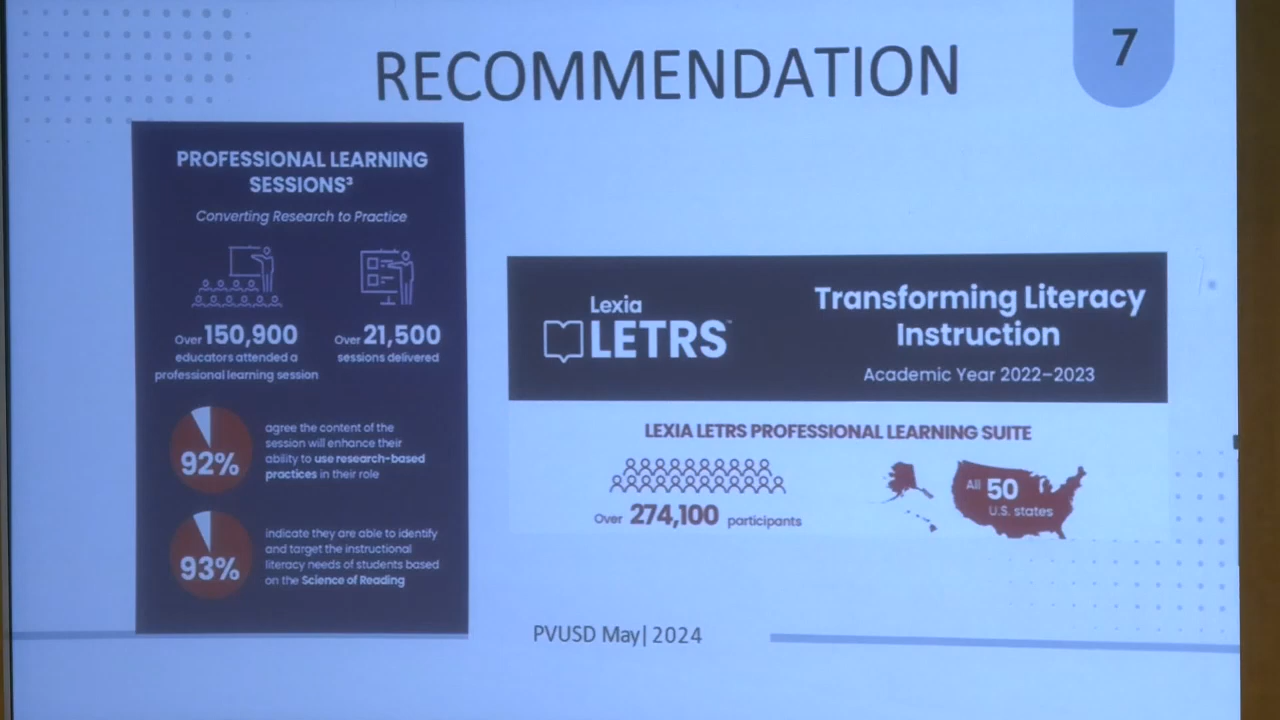 RECOMMENDATION
7
PROFESSIONAL LEARNING
SESSIONS³
Converting Research to Practice
Over 150,900
educators attended a
professional learning session
Over 21,500
sessions delivered
92%
agree the content of the
session will enhance their
ability to use research-based
practices in their role
93%
indicate they are able to identify
and target the instructional
literacy needs of students based
on the Science of Reading
Lexia
LETRS™
Transforming Literacy
Instruction
Academic Year 2022–2023
LEXIA LETRS PROFESSIONAL LEARNING SUITE
Over 274,100 participants
All 50
U.S. states
PVUSD May| 2024